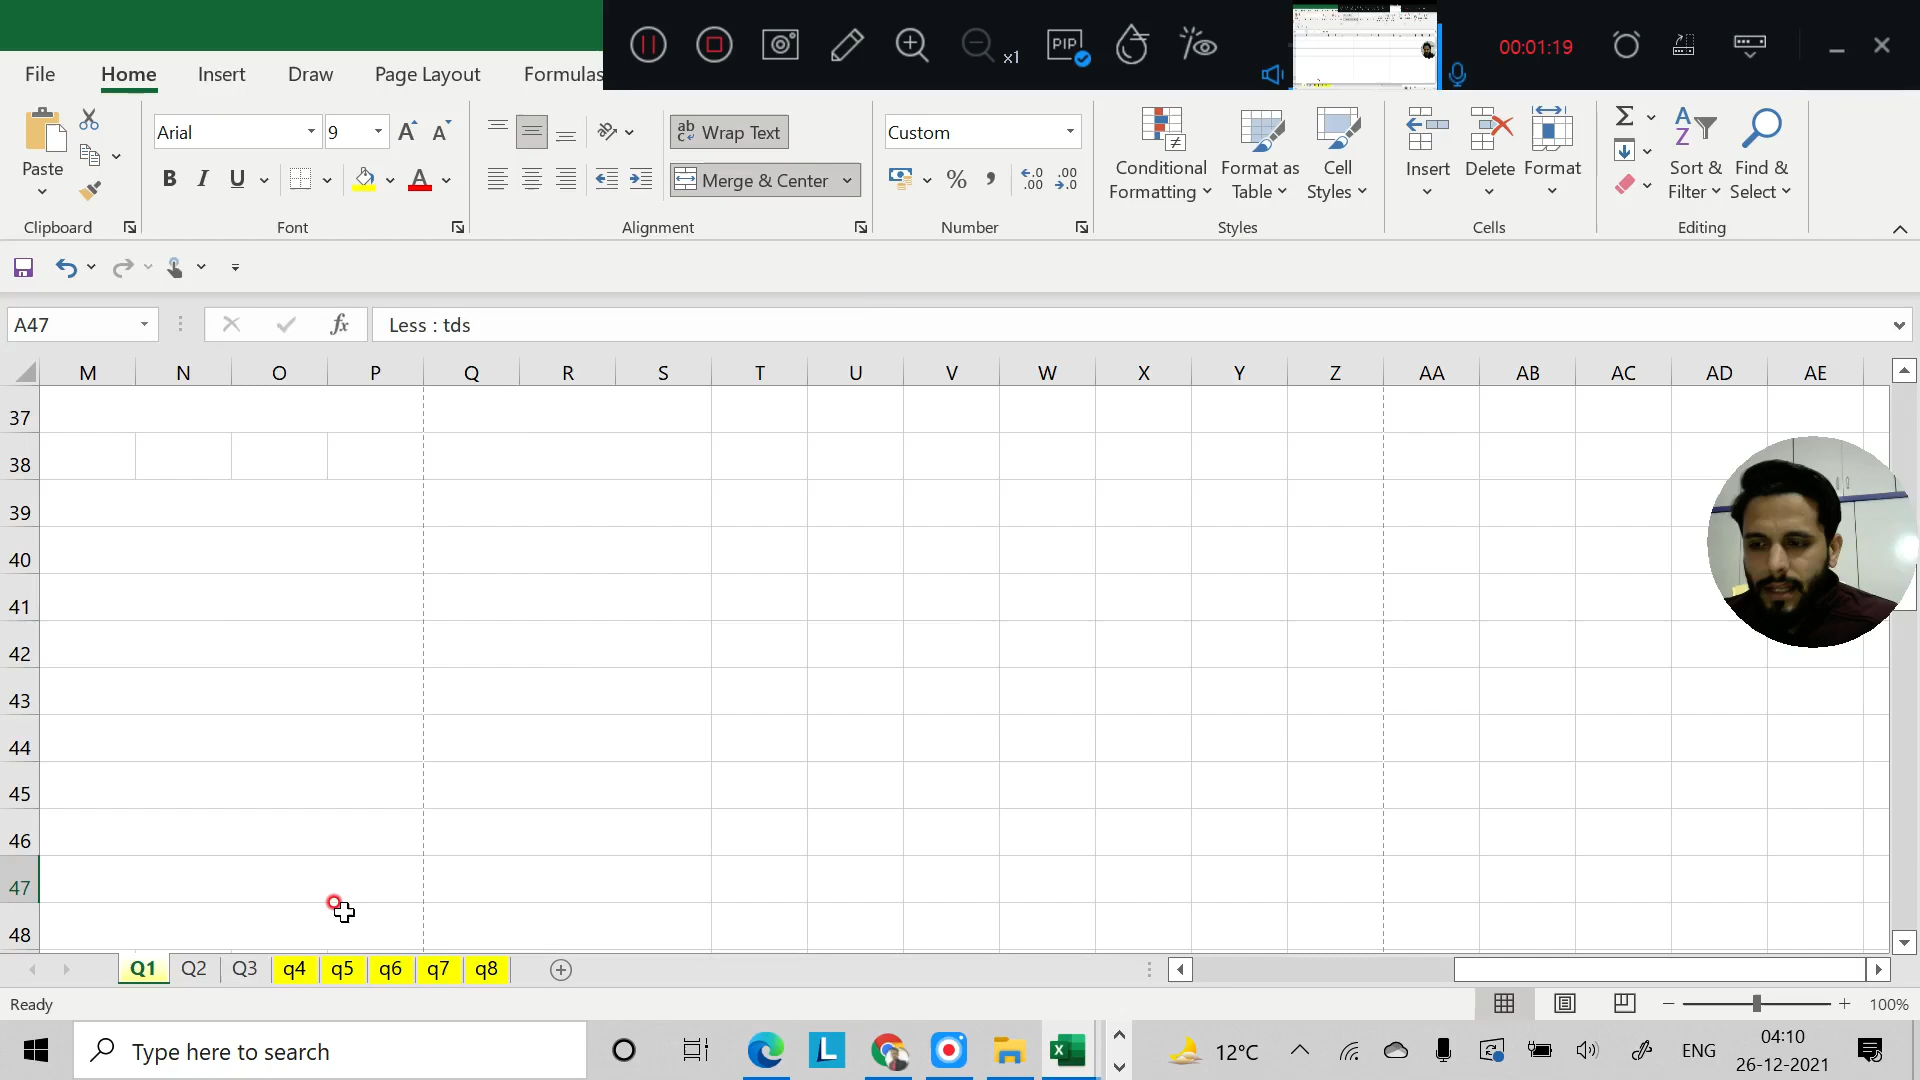 x1
PIP
00:01:19
File
Home
Insert
Draw
Page Layout
Formulas
Paste
Clipboard
Arial
9
A
A
B
I
U
A
Font
ab
c
Wrap Text
Merge & Center
Alignment
Custom
%
Number
Conditional
Formatting
Format as
Table
Cell
Styles
Styles
Insert
Delete
Format
Cells
Sort &
Filter
Find &
Select
Editing
A47
fx
Less : tds
M N O P Q R S T U V W X Y Z AA AB AC AD AE
37
38
39
40
41
42
43
44
45
46
47
48
Q1 Q2 Q3 q4 q5 q6 q7 q8
Ready
100%
Type here to search
L
12°C
ENG
04:10
26-12-2021